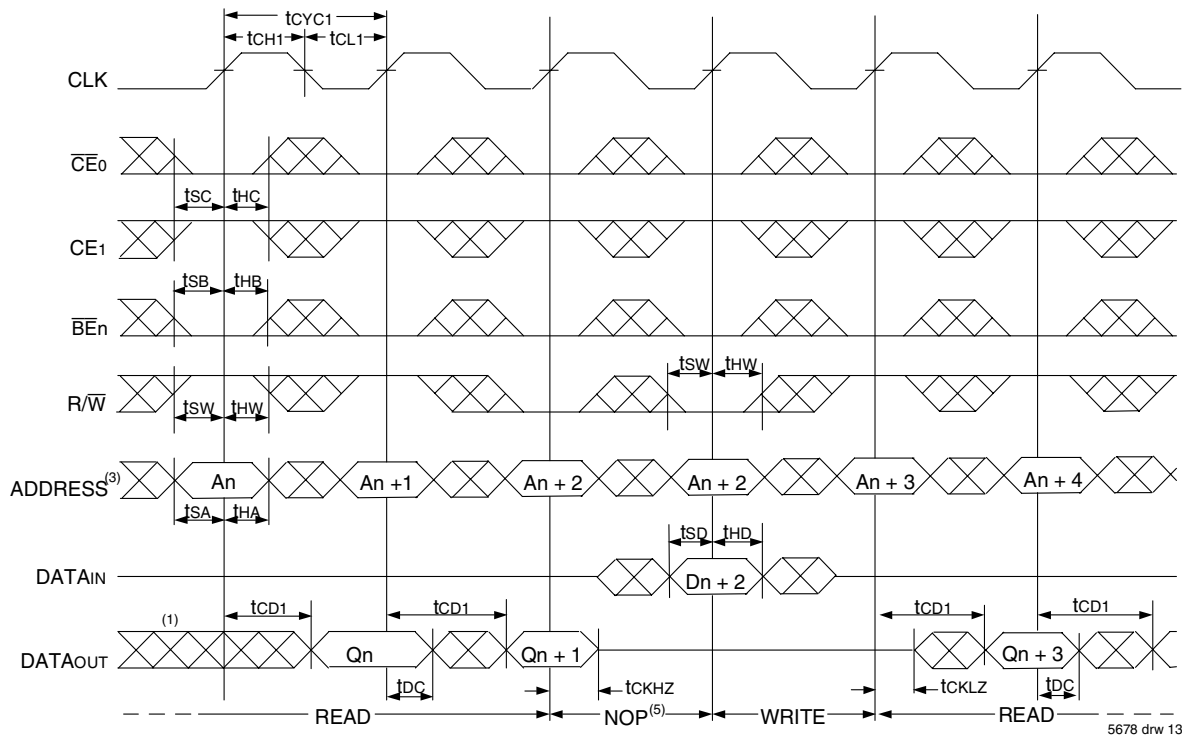 tCYC1
tCH1 tCL1
CLK
CE0
tSC tHC
CE1
tSB tHB
BEn
tSW tHW
R/W
tSW tHW
ADDRESS(3) An An +1 An + 2 An + 2 An + 3 An + 4
tSA tHA
tSD tHD
DATAIN Dn + 2
(1) tCD1 tCD1 tCD1 tCD1
DATAOUT Qn Qn + 1 Qn + 3
tDC tCKHZ tCKLZ tDC
READ NOP(5) WRITE READ
5678 drw 13